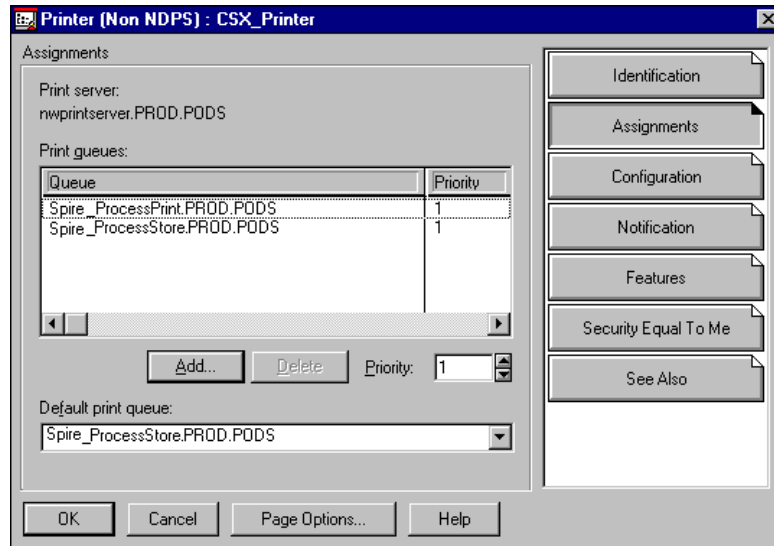 Printer (Non NDPS) : CSX_Printer
Assignments
Print server:
nwprintserver.PROD.PODS
Print queues:
Queue Priority
Spire_ProcessPrint.PROD.PODS 1
Spire_ProcessStore.PROD.PODS 1
Add... Delete Priority: 1
Default print queue:
Spire_ProcessStore.PROD.PODS
OK Cancel Page Options... Help
Identification
Assignments
Configuration
Notification
Features
Security Equal To Me
See Also